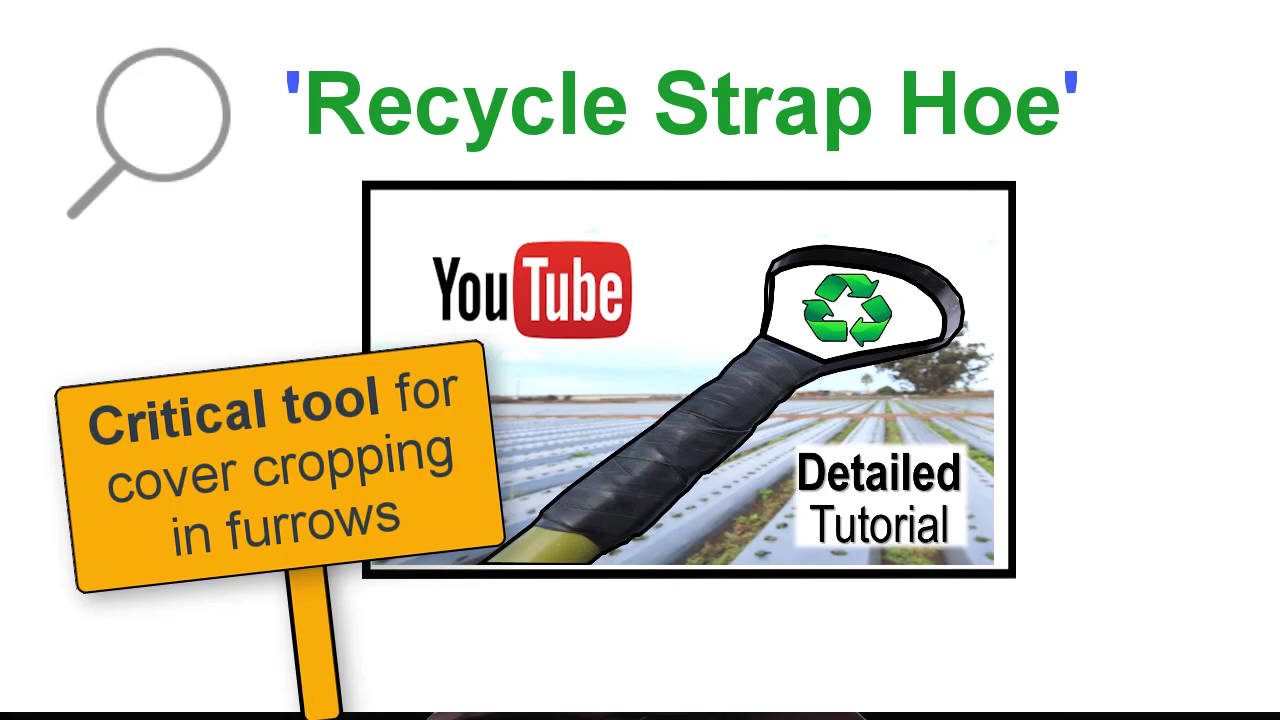 'Recycle Strap Hoe'
YouTube
Critical tool for
cover cropping
in furrows
Detailed
Tutorial